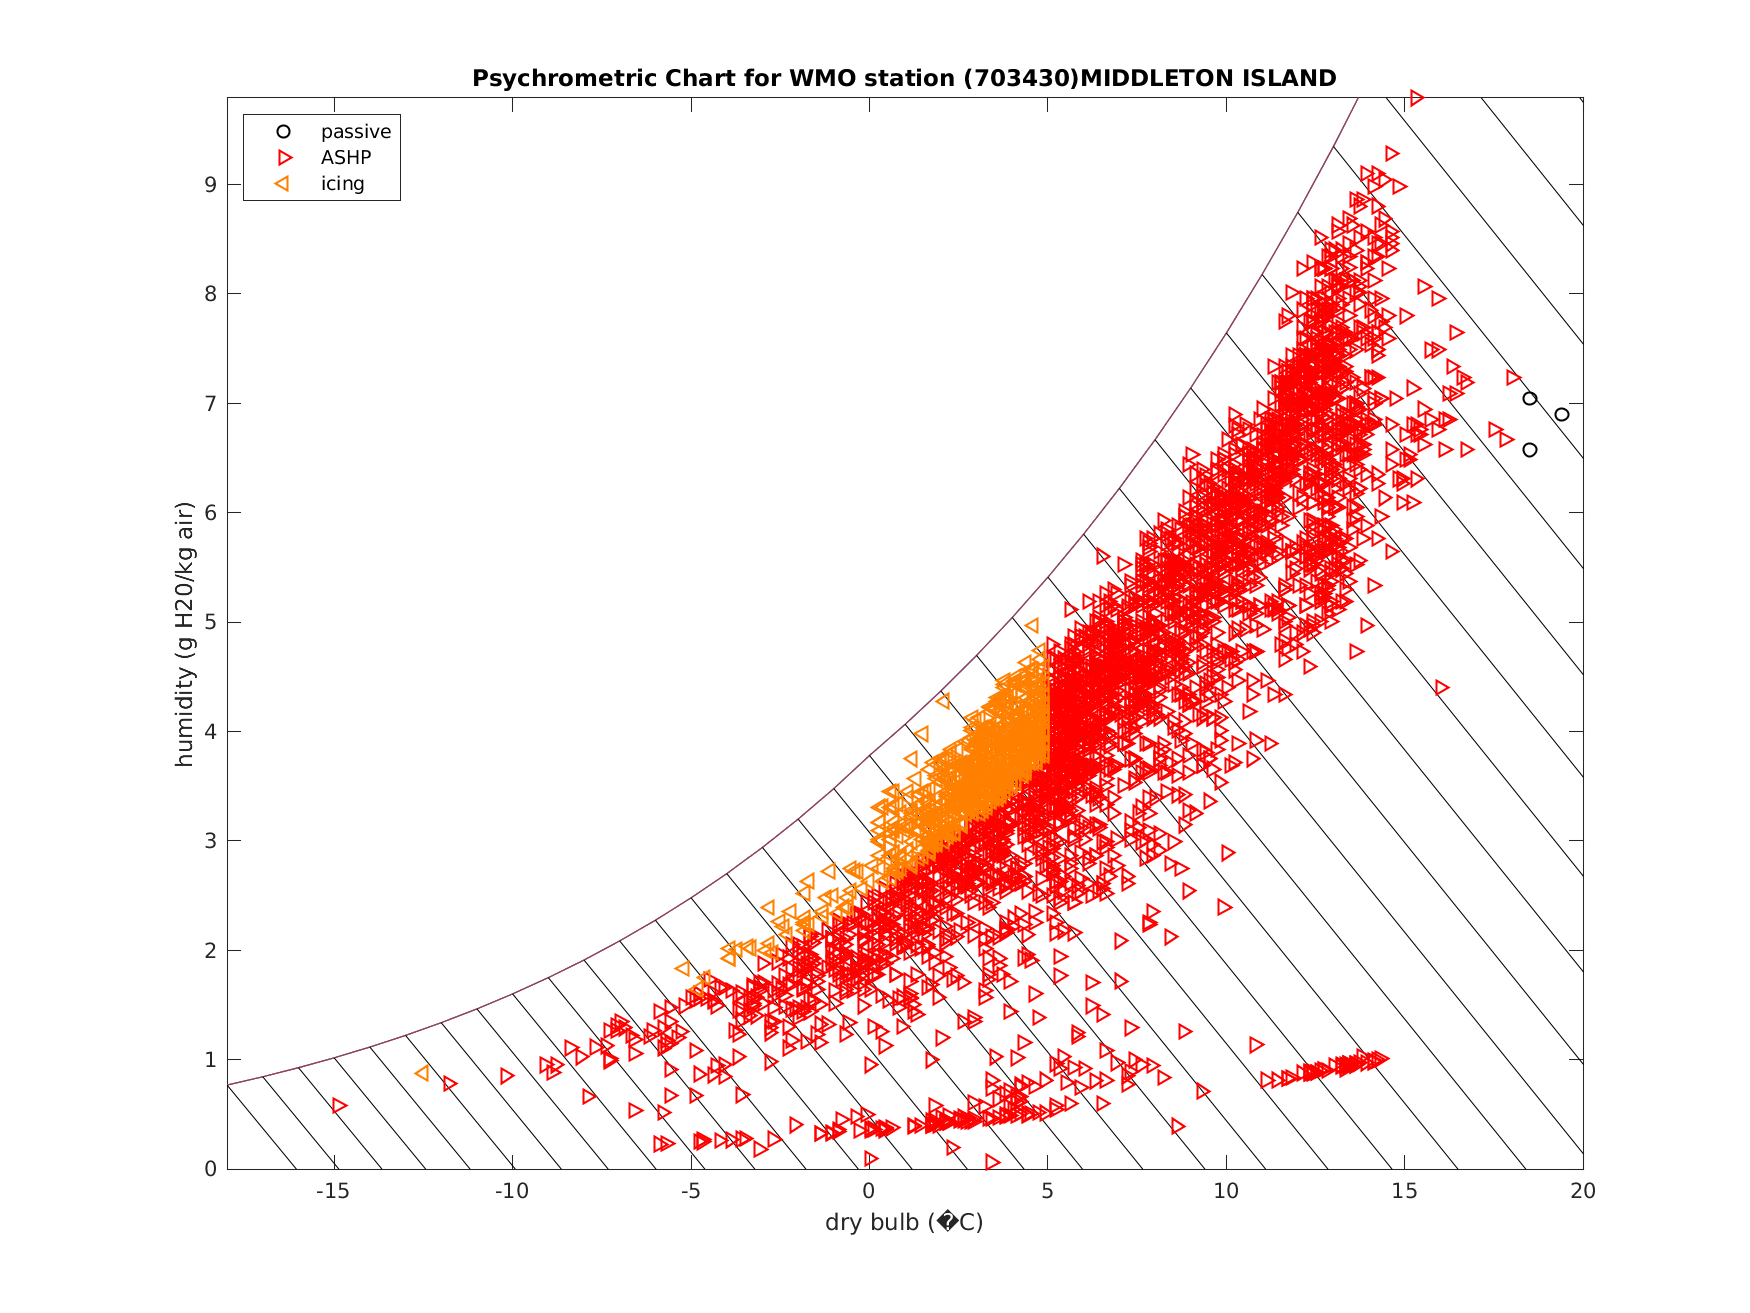 Psychrometric Chart for WMO station (703430)MIDDLETON ISLAND
passive
ASHP
icing
humidity (g H20/kg air)
9
8
7
6
5
4
3
2
1
0
-15 -10 -5 0 5 10 15 20
dry bulb (�C)